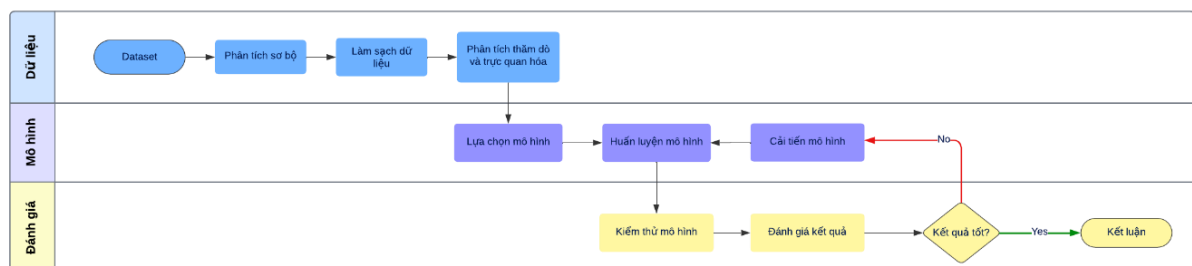 Dữ liệu
Dataset
Phân tích sơ bộ
Làm sạch dữ
liệu
Phân tích thăm dò
và trực quan hóa
Mô hình
Lựa chọn mô hình
Huấn luyện mô hình
Cải tiến mô hình
No
Đánh giá
Kiểm thử mô hình
Đánh giá kết quả
Kết quả tốt?
Yes
Kết luận